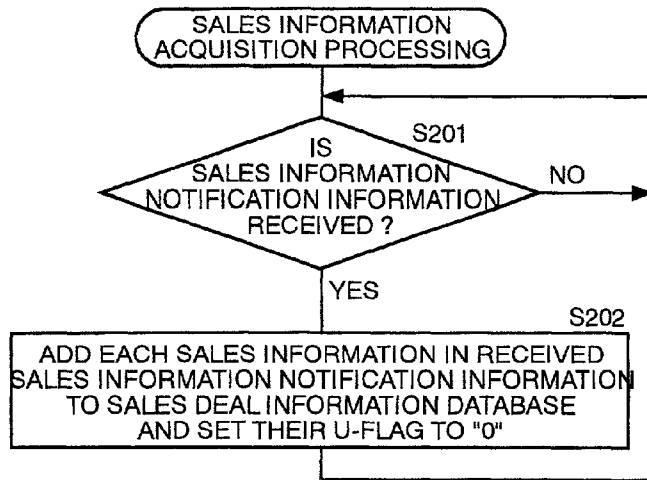 SALES INFORMATION
ACQUISITION PROCESSING
S201
IS
SALES INFORMATION
NOTIFICATION INFORMATION
RECEIVED ?
NO
YES
S202
ADD EACH SALES INFORMATION IN RECEIVED
SALES INFORMATION NOTIFICATION INFORMATION
TO SALES DEAL INFORMATION DATABASE
AND SET THEIR U-FLAG TO "0"